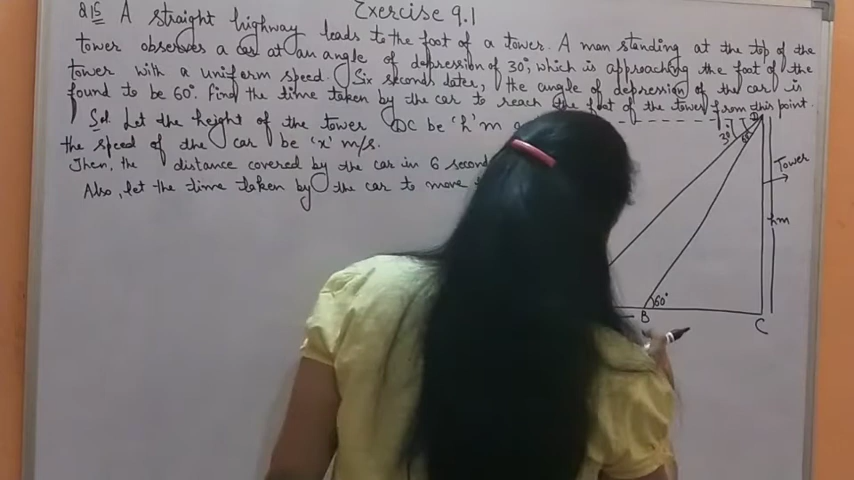 Exercise 9.1
Q15 A straight highway leads to the foot of a tower. A man standing at the top of the
tower observes a car at an angle of depression of 30°, which is approaching the foot of the
tower with a uniform speed. Six seconds later, the angle of depression of the car is
found to be 60°. Find the time taken by the car to reach the foot of the tower from this point.
Sol. Let the height of the tower DC be 'h' m
the speed of the car be 'x' m/s.
Then, the distance covered by the car in 6 second
Also, let the time taken by the car to move
D
30°
60°
Tower
hm
60°
B
C